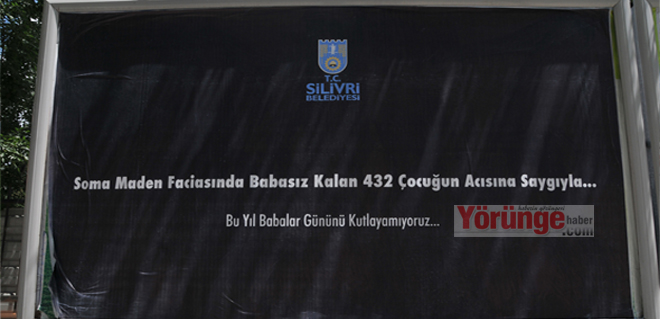 T.C.
SİLİVRİ
BELEDİYESİ
Soma Maden Faciasında Babasız Kalan 432 Çocuğun Acısına Saygıyla...
Bu Yıl Babalar Gününü Kutlayamıyoruz...
Yörünge
haber
.com